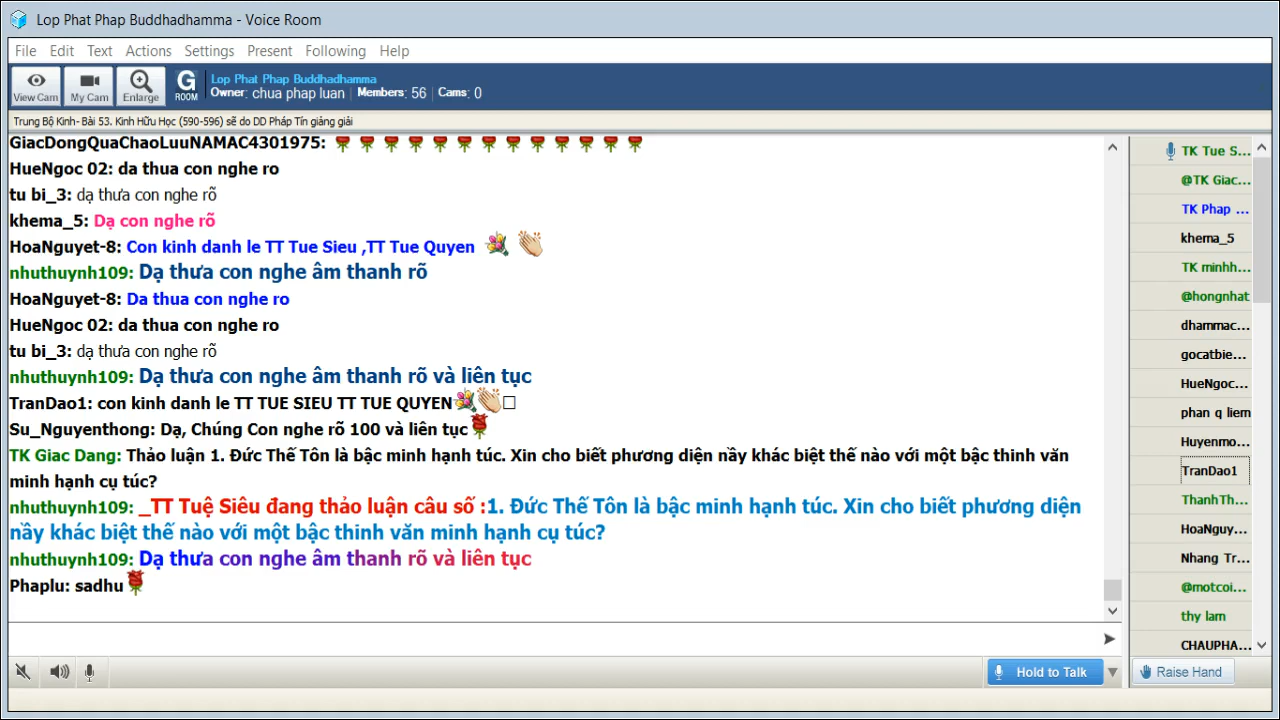 Lop Phat Phap Buddhadhamma - Voice Room
File Edit Text Actions Settings Present Following Help
View Cam My Cam Enlarge G ROOM
Lop Phat Phap Buddhadhamma
Owner: chua phap luan Members: 56 Cams: 0
Trung Bộ Kinh- Bài 53. Kinh Hữu Học (590-596) sẽ do DD Pháp Tín giảng giải
GiacDongQuaChaoLuuNAMAC4301975:
HueNgoc 02: da thưa con nghe ro
tu bi_3: dạ thưa con nghe rõ
khema_5: Dạ con nghe rõ
HoaNguyet-8: Con kinh danh le TT Tue Sieu ,TT Tue Quyen
nhuthuynh109: Dạ thưa con nghe âm thanh rõ
HoaNguyet-8: Da thua con nghe ro
HueNgoc 02: da thua con nghe ro
tu bi_3: dạ thưa con nghe rõ
nhuthuynh109: Dạ thưa con nghe âm thanh rõ và liên tục
TranDao1: con kinh danh le TT TUE SIEU TT TUE QUYEN
Su_Nguyenthong: Dạ, Chúng Con nghe rõ 100 và liên tục
TK Giac Dang: Thảo luận 1. Đức Thế Tôn là bậc minh hạnh túc. Xin cho biết phương diện nầy khác biệt thế nào với một bậc thinh văn
minh hạnh cụ túc?
nhuthuynh109: _TT Tuệ Siêu đang thảo luận câu số :1. Đức Thế Tôn là bậc minh hạnh túc. Xin cho biết phương diện
nầy khác biệt thế nào với một bậc thinh văn minh hạnh cụ túc?
nhuthuynh109: Dạ thưa con nghe âm thanh rõ và liên tục
Phaplu: sadhu
TK Tue S...
@TK Giac...
TK Phap ...
khema_5
TK minhh...
@hongnhat
dhammac...
gocatbie...
HueNgoc...
phan q liem
Huyenmo...
TranDao1
ThanhTh...
HoaNguy...
Nhang Tr...
@motcoi...
thy lam
CHAUPHA...
Hold to Talk
Raise Hand